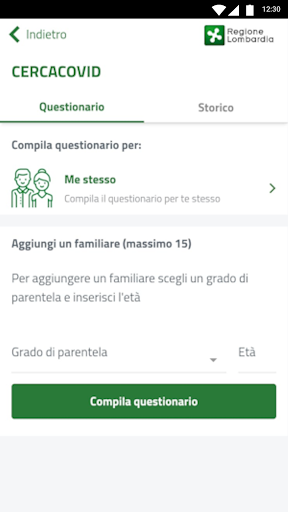 12:30
Indietro
Regione
Lombardia
CERCACOVID
Questionario
Storico
Compila questionario per:
Me stesso
Compila il questionario per te stesso
Aggiungi un familiare (massimo 15)
Per aggiungere un familiare scegli un grado di
parentela e inserisci l'età
Grado di parentela
Età
Compila questionario